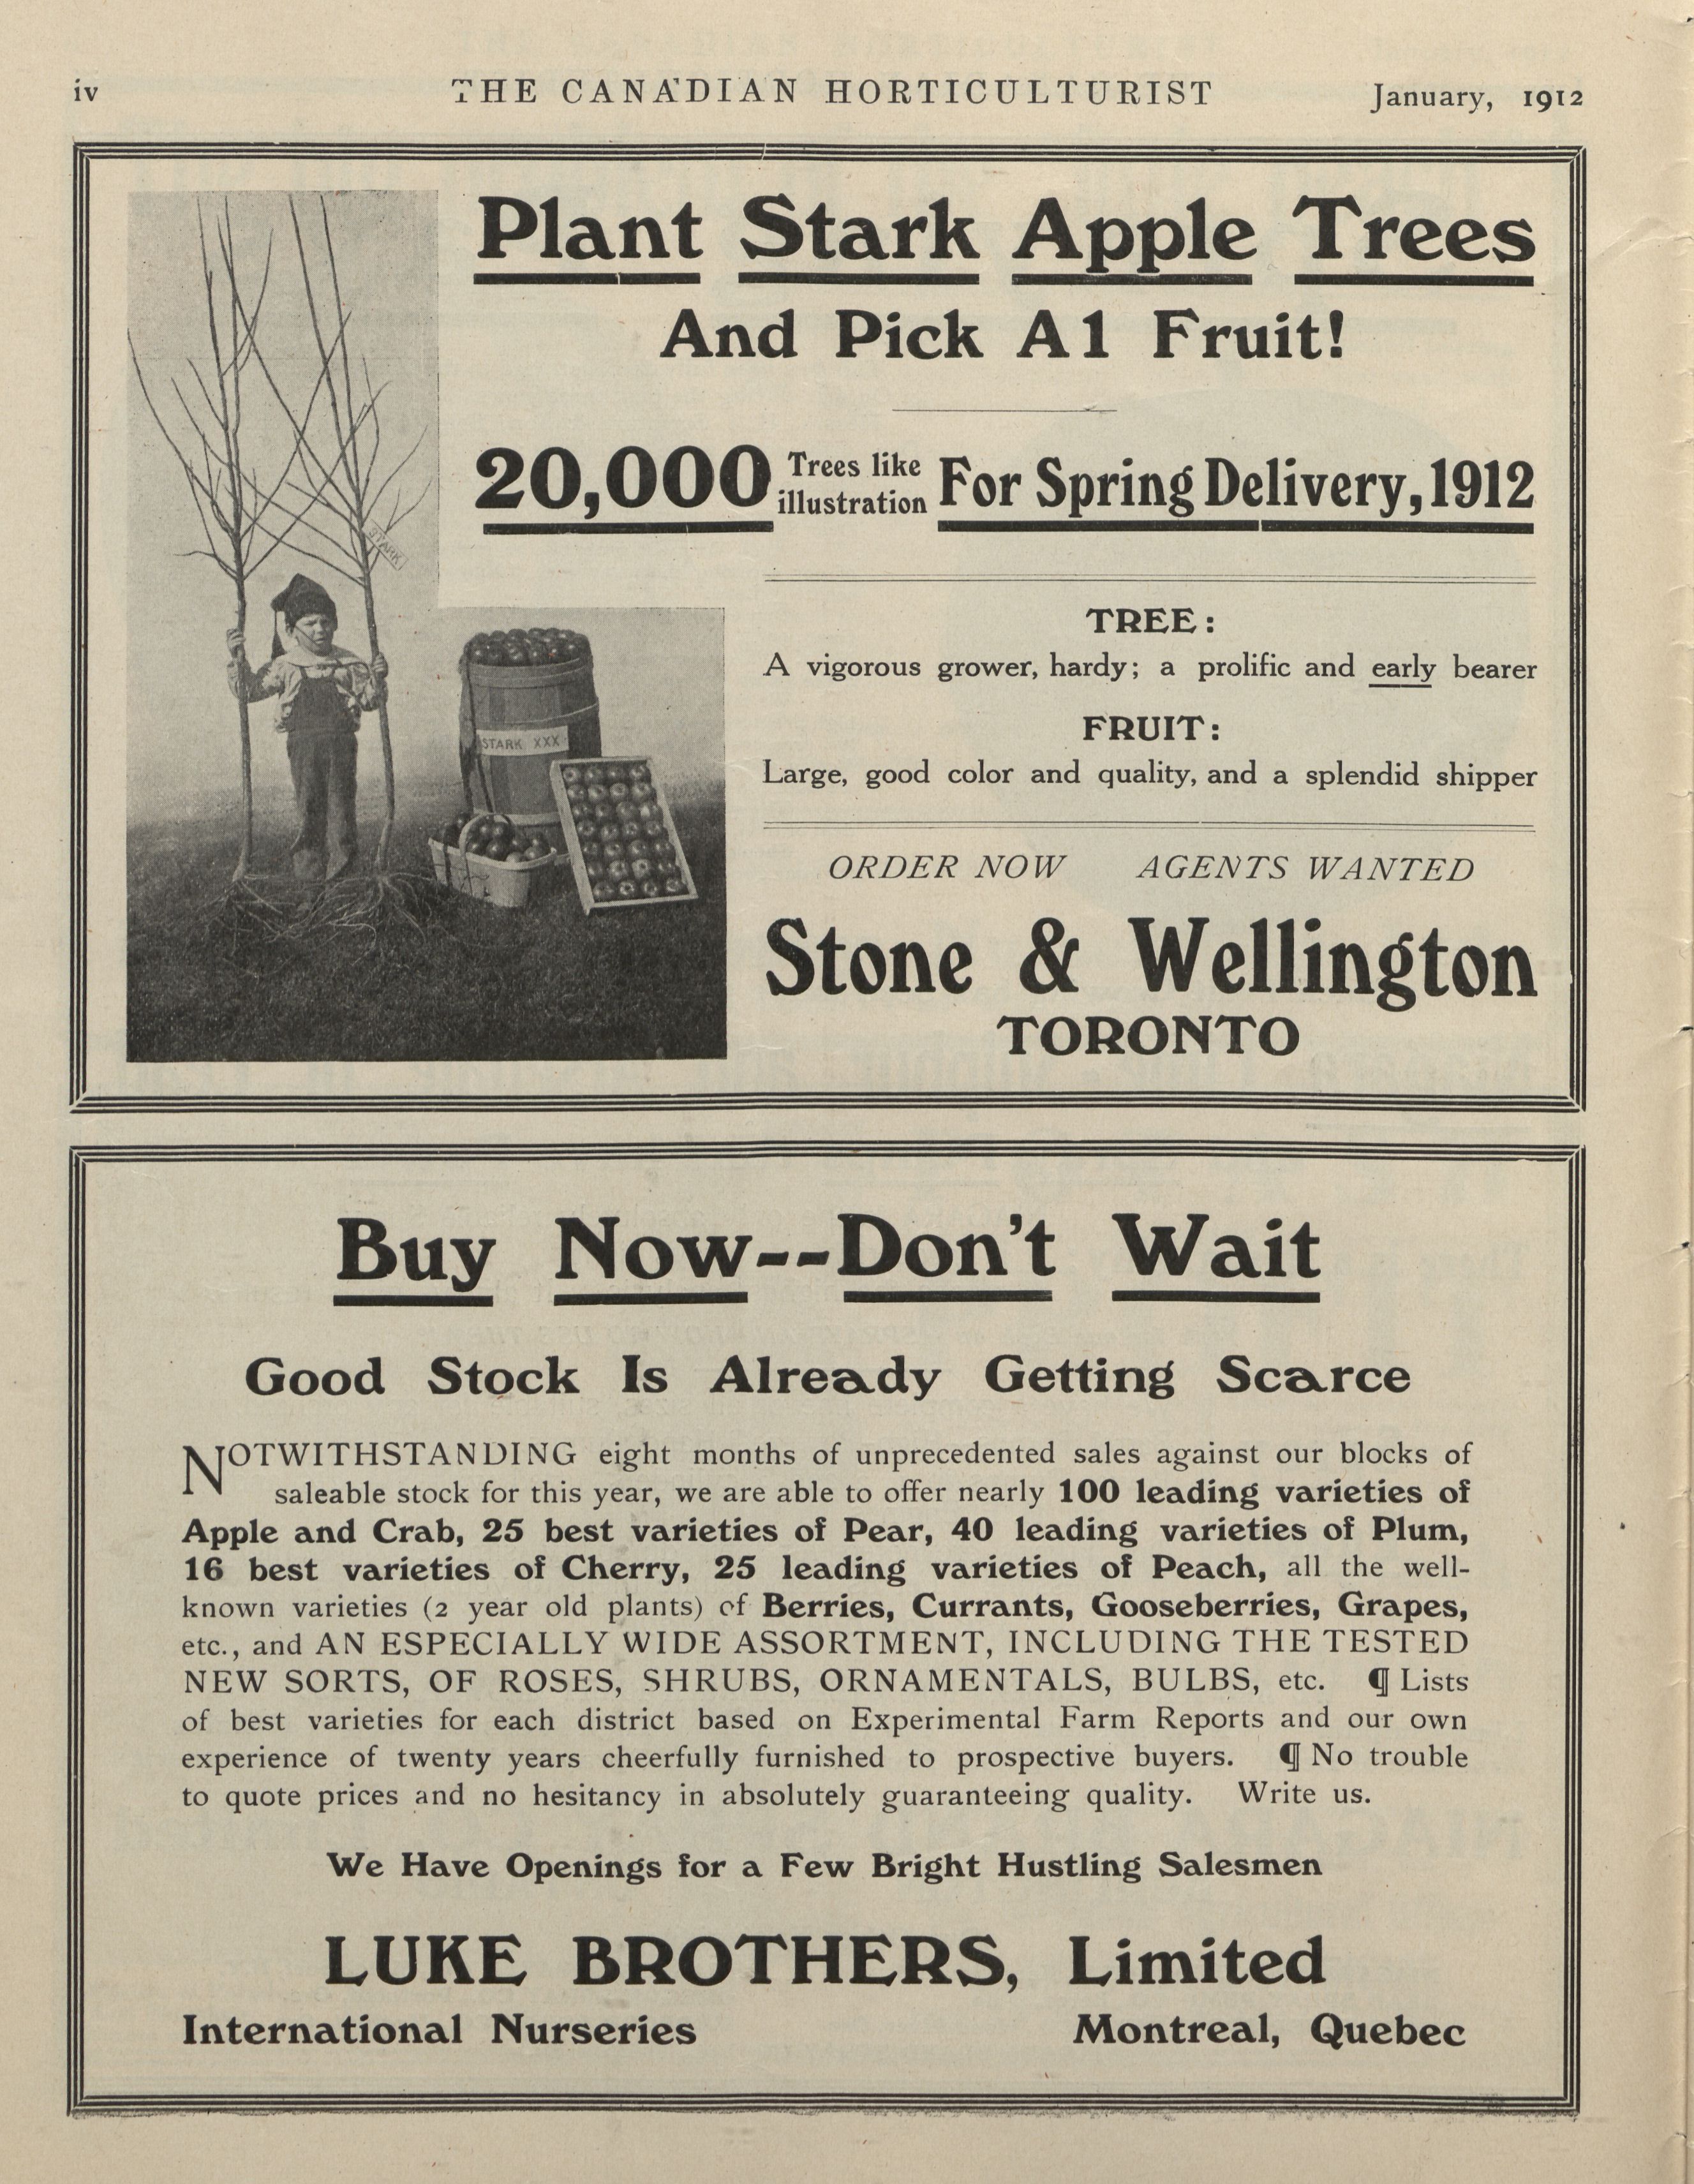 iv THE CANADIAN HORTICULTURIST January, 1912
Plant Stark Apple Trees
And Pick A1 Fruit!
20,000 Trees like illustration For Spring Delivery, 1912
STARK
STARK XXX
TREE:
A vigorous grower, hardy; a prolific and early bearer
FRUIT:
Large, good color and quality, and a splendid shipper
ORDER NOW AGENTS WANTED
Stone & Wellington
TORONTO
Buy Now--Don't Wait
Good Stock Is Already Getting Scarce
NOTWITHSTANDING eight months of unprecedented sales against our blocks of
saleable stock for this year, we are able to offer nearly 100 leading varieties of
Apple and Crab, 25 best varieties of Pear, 40 leading varieties of Plum,
16 best varieties of Cherry, 25 leading varieties of Peach, all the well-
known varieties (2 year old plants) of Berries, Currants, Gooseberries, Grapes,
etc., and AN ESPECIALLY WIDE ASSORTMENT, INCLUDING THE TESTED
NEW SORTS, OF ROSES, SHRUBS, ORNAMENTALS, BULBS, etc. ¶ Lists
of best varieties for each district based on Experimental Farm Reports and our own
experience of twenty years cheerfully furnished to prospective buyers. ¶ No trouble
to quote prices and no hesitancy in absolutely guaranteeing quality. Write us.
We Have Openings for a Few Bright Hustling Salesmen
LUKE BROTHERS, Limited
International Nurseries Montreal, Quebec